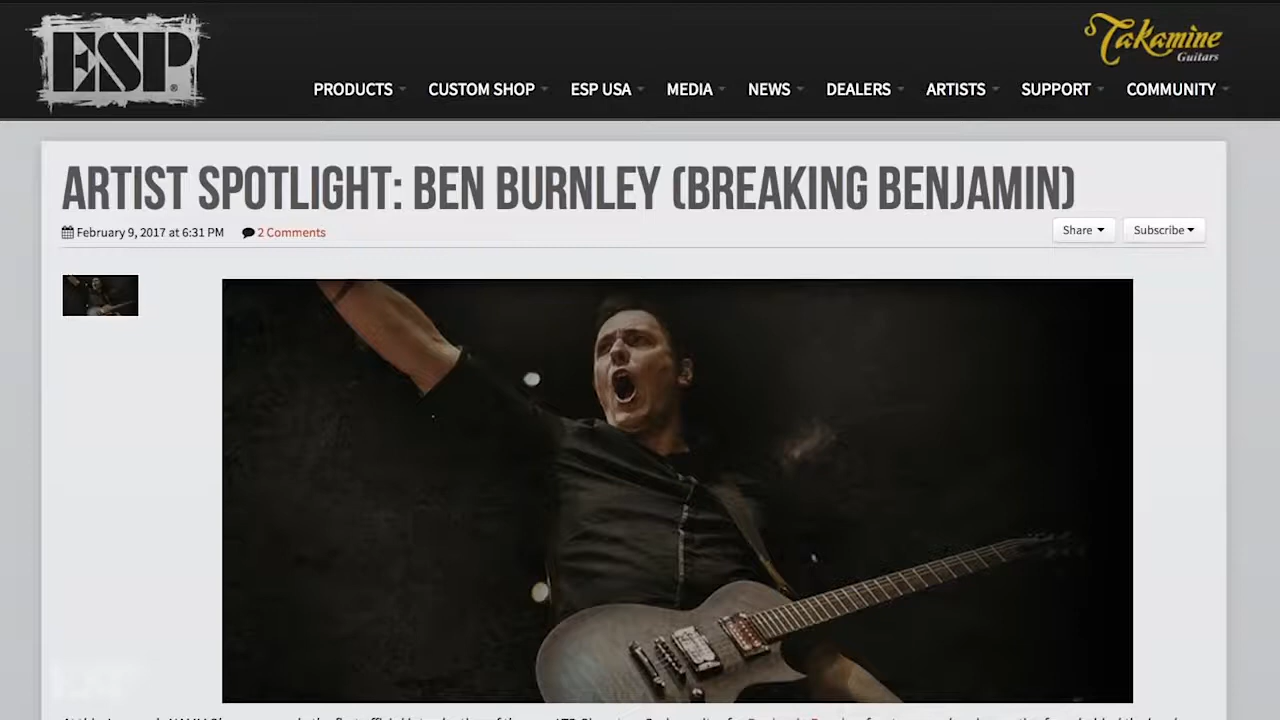 ESP®
Takamine
Guitars
PRODUCTS CUSTOM SHOP ESP USA MEDIA NEWS DEALERS ARTISTS SUPPORT COMMUNITY
ARTIST SPOTLIGHT: BEN BURNLEY (BREAKING BENJAMIN)
February 9, 2017 at 6:31 PM 2 Comments
Share Subscribe